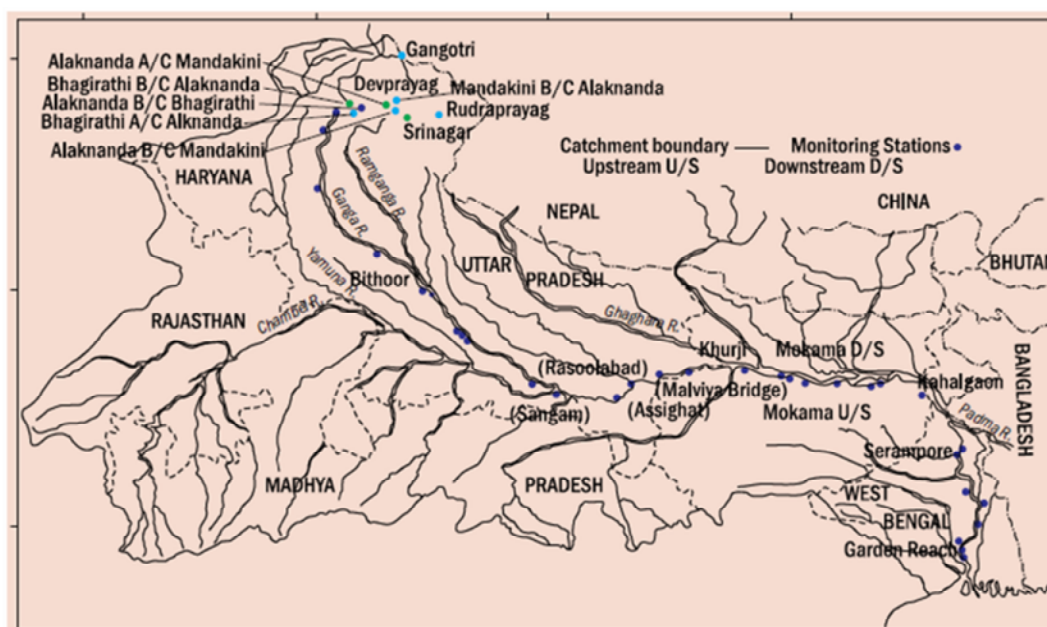 Gangotri
Alaknanda A/C Mandakini
Bhagirathi B/C Alaknanda
Devprayag
Mandakini B/C Alaknanda
Alaknanda B/C Bhagirathi
Rudraprayag
Bhagirathi A/C Alknanda
Srinagar
Alaknanda B/C Mandakini
Catchment boundary
Monitoring Stations
Upstream U/S
Downstream D/S
HARYANA
Ramganga R.
Ganga R.
NEPAL
CHINA
BHUTAN
Yamuna R.
Bithoor
UTTAR
PRADESH
Chambal R.
RAJASTHAN
Ghaghara R.
Khurji
Mokama D/S
BANGLADESH
(Rasoolabad)
(Malviya Bridge)
Kahalgaon
(Sangam)
(Assighat)
Mokama U/S
Padma R.
Serampore
MADHYA
PRADESH
WEST
BENGAL
Garden Reach